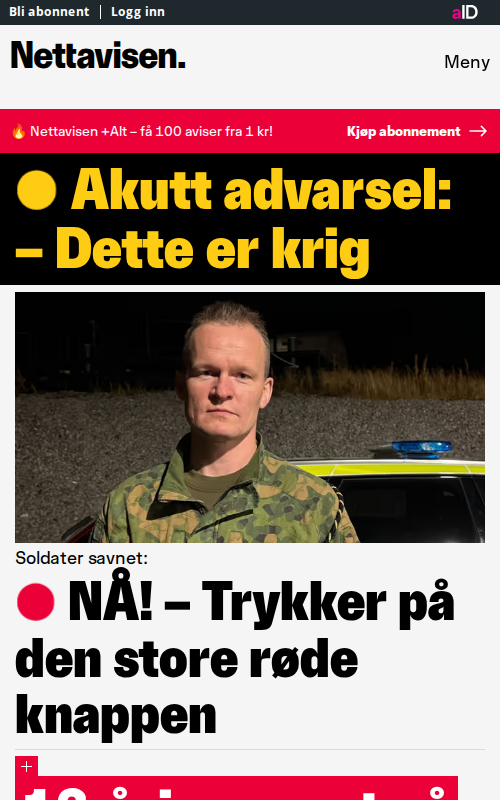 Bli abonnent | Logg inn
aID
Nettavisen.
Meny
🔥 Nettavisen +Alt – få 100 aviser fra 1 kr!
Kjøp abonnement →
Akutt advarsel:
– Dette er krig
Soldater savnet:
NÅ! – Trykker på
den store røde
knappen
+